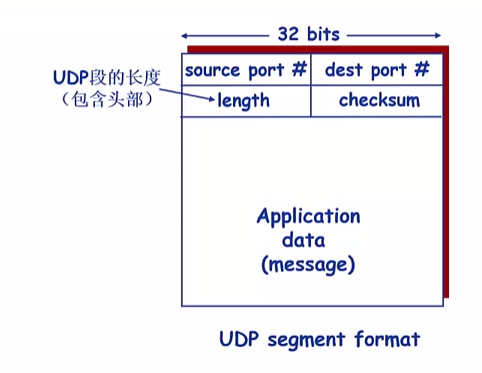 32 bits
UDP段的长度
（包含头部）
source port # dest port #
length checksum
Application
data
(message)
UDP segment format